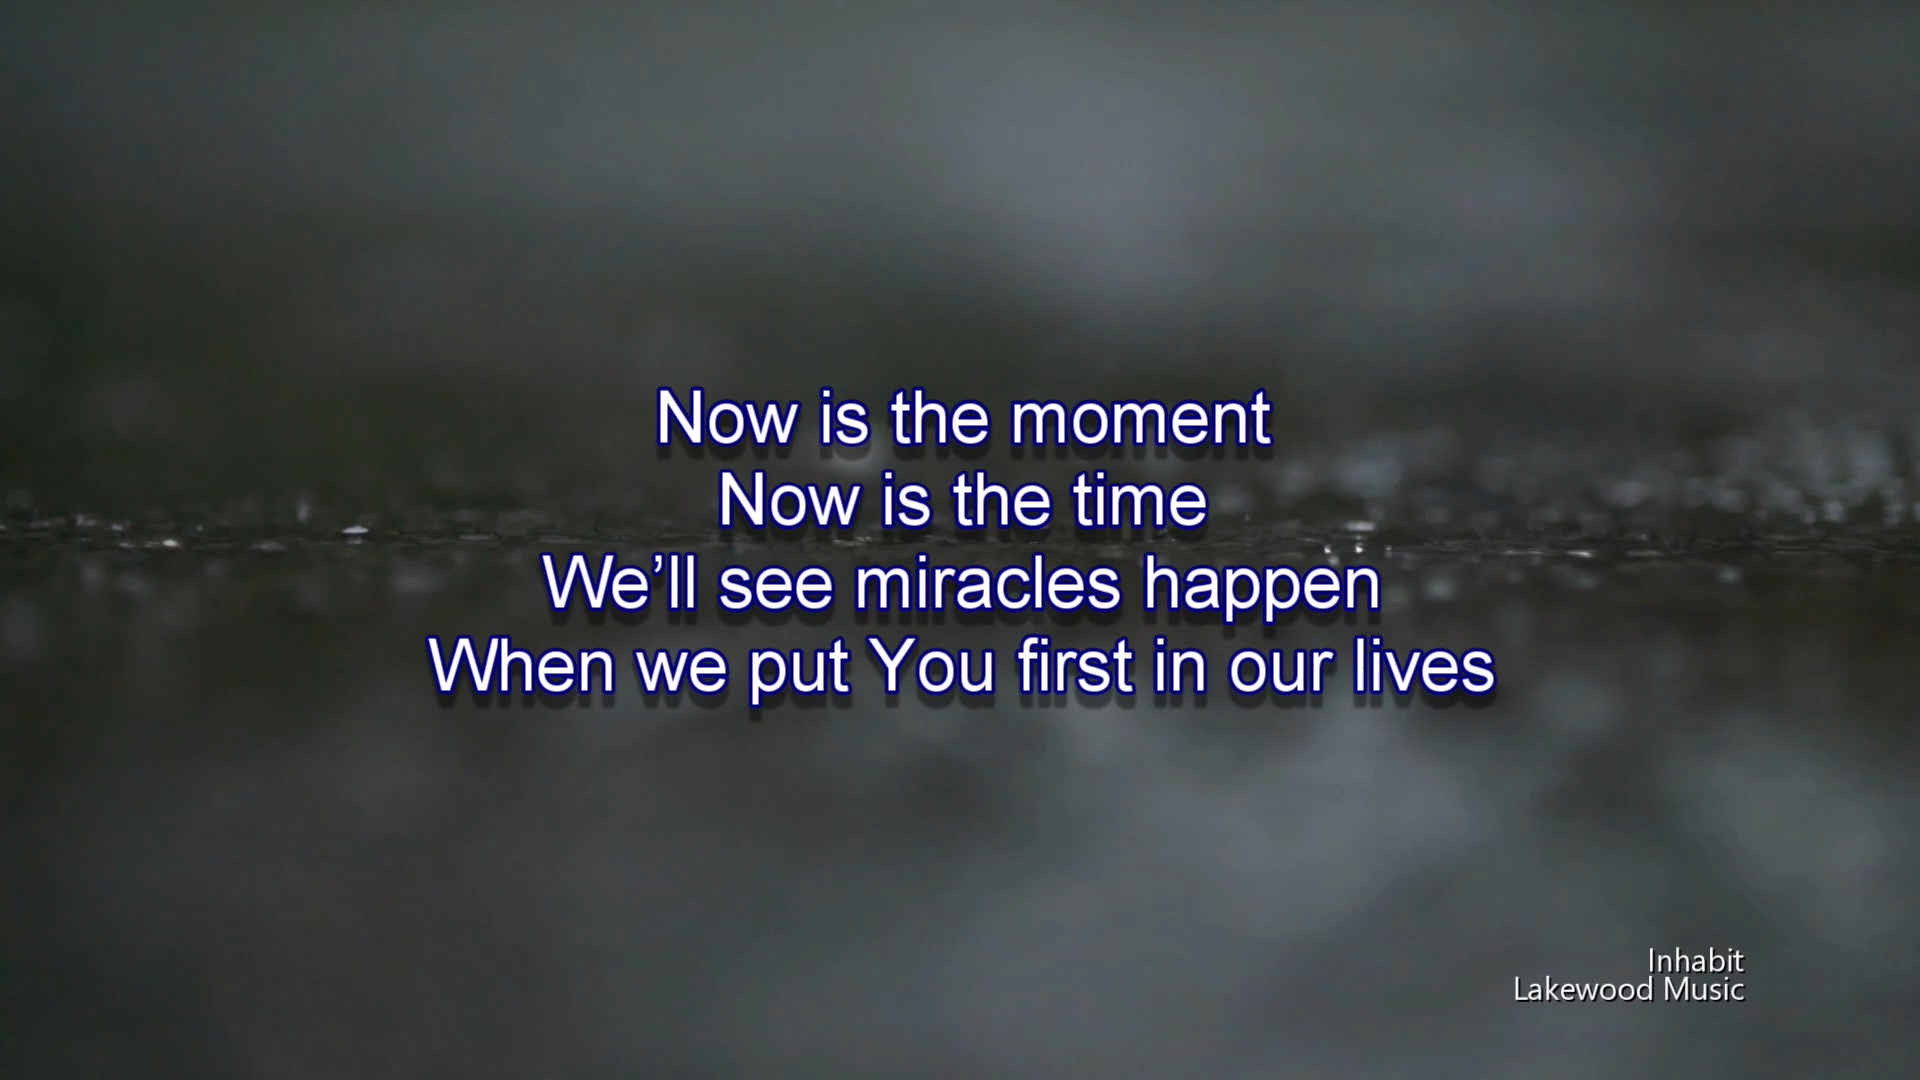 Now is the moment
Now is the time
We’ll see miracles happen
When we put You first in our lives
Inhabit
Lakewood Music